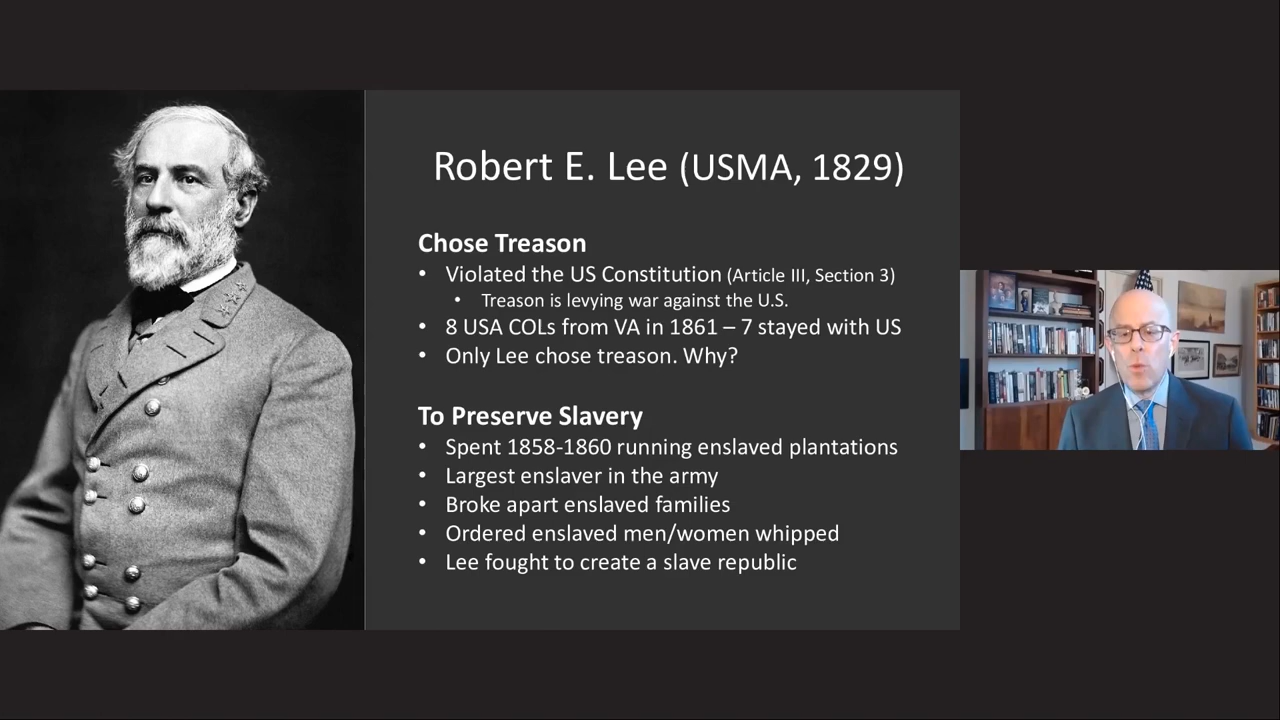 Robert E. Lee (USMA, 1829)
Chose Treason
• Violated the US Constitution (Article III, Section 3)
• Treason is levying war against the U.S.
• 8 USA COLs from VA in 1861 – 7 stayed with US
• Only Lee chose treason. Why?
To Preserve Slavery
• Spent 1858-1860 running enslaved plantations
• Largest enslaver in the army
• Broke apart enslaved families
• Ordered enslaved men/women whipped
• Lee fought to create a slave republic